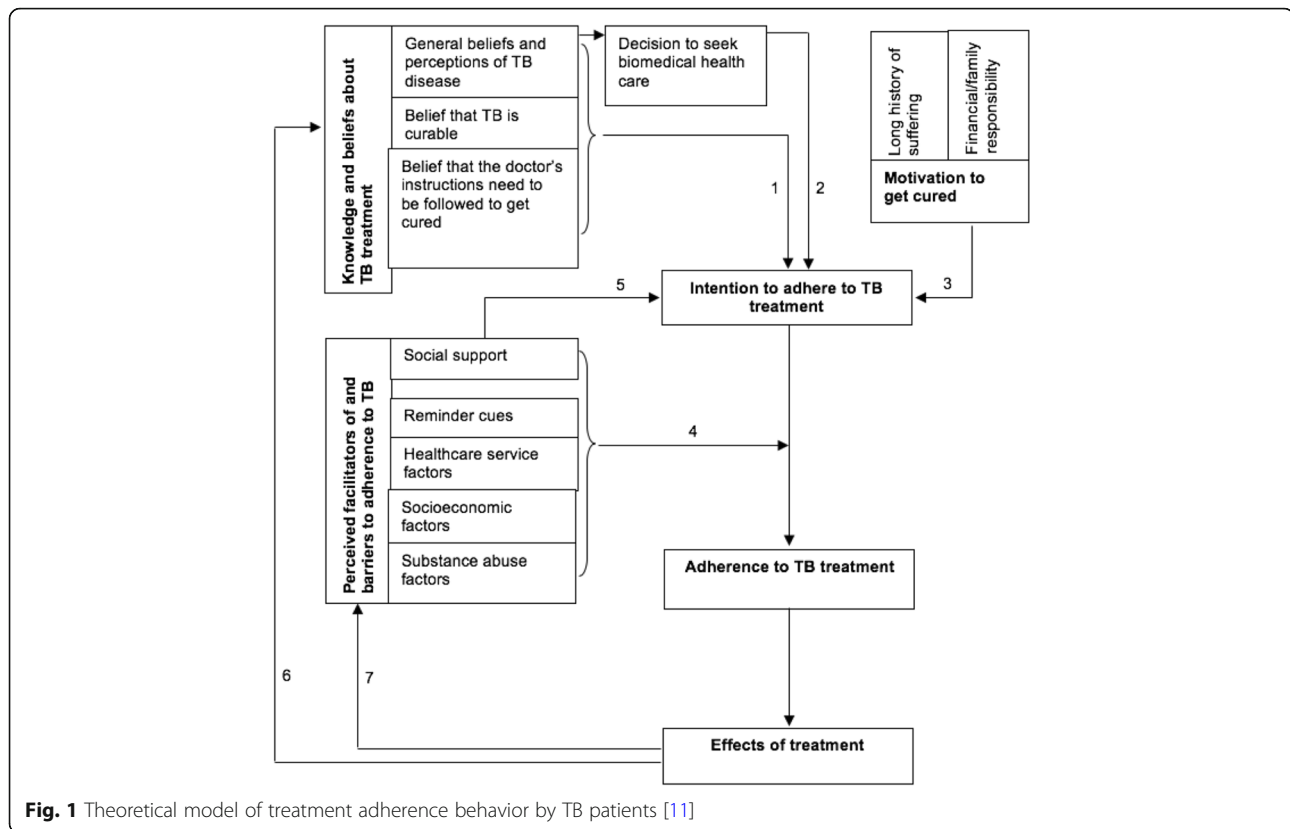 Knowledge and beliefs about
TB treatment
General beliefs and
perceptions of TB
disease
Belief that TB is
curable
Belief that the doctor's
instructions need to
be followed to get
cured
Decision to seek
biomedical health
care
Long history of
suffering
Financial/family
responsibility
Motivation to
get cured
1
2
3
5
Intention to adhere to TB
treatment
Perceived facilitators of and
barriers to adherence to TB
Social support
Reminder cues
Healthcare service
factors
Socioeconomic
factors
Substance abuse
factors
4
Adherence to TB treatment
6
7
Effects of treatment
Fig. 1 Theoretical model of treatment adherence behavior by TB patients [11]